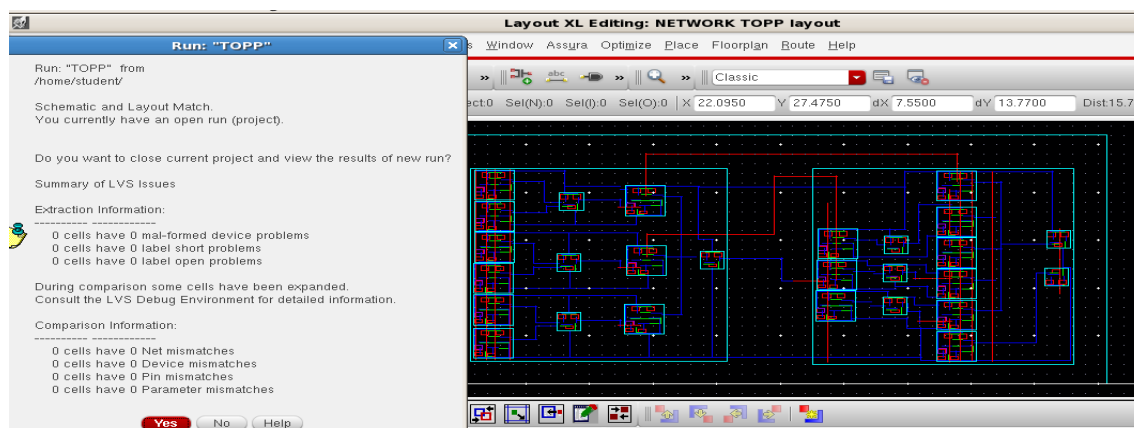 Layout XL Editing: NETWORK TOPP layout
Run: "TOPP"
s Window Assura Optimize Place Floorplan Route Help
Run: "TOPP" from
/home/student/
» abc » » Classic
Schematic and Layout Match.
You currently have an open run (project).
ect:0 Sel(N):0 Sel(I):0 Sel(O):0 X 22.0950 Y 27.4750 dX 7.5500 dY 13.7700 Dist:15.7
Do you want to close current project and view the results of new run?
Summary of LVS Issues
Extraction Information:
---------- ------------
0 cells have 0 mal-formed device problems
0 cells have 0 label short problems
0 cells have 0 label open problems
During comparison some cells have been expanded.
Consult the LVS Debug Environment for detailed information.
Comparison Information:
---------- ------------
0 cells have 0 Net mismatches
0 cells have 0 Device mismatches
0 cells have 0 Pin mismatches
0 cells have 0 Parameter mismatches
Yes No Help